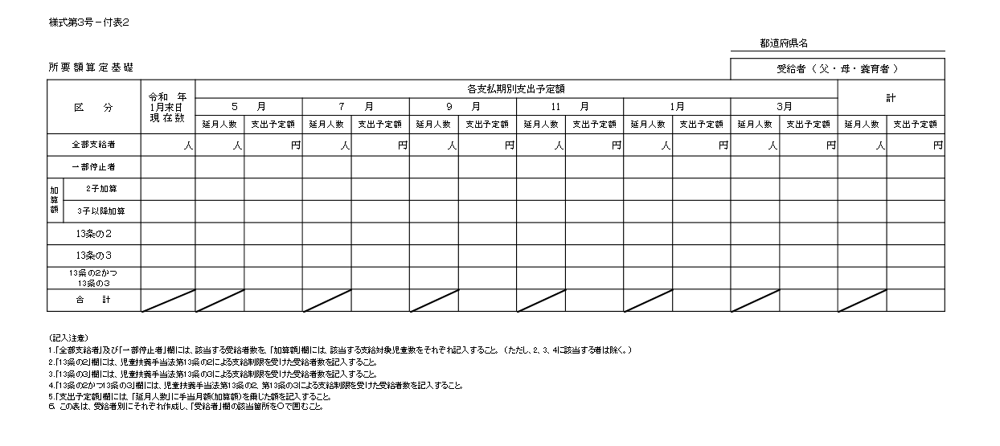 様式第3号－付表2
都道府県名
所要額算定基礎
受給者（父・母・養育者）
区　分
令和　年
1月末日
現在数
各支払期別支出予定額
計
5　月
7　月
9　月
11　月
1月
3月
延月人数 支出予定額 延月人数 支出予定額 延月人数 支出予定額 延月人数 支出予定額 延月人数 支出予定額 延月人数 支出予定額 延月人数 支出予定額
全部支給者 人 人 円 人 円 人 円 人 円 人 円 人 円 人 円
一部停止者
加算額
2子加算
3子以降加算
13条の2
13条の3
13条の2かつ
13条の3
合　計
（記入注意）
1.「全部支給者」及び「一部停止者」欄には、該当する受給者数を、「加算額」欄には、該当する支給対象児童数をそれぞれ記入すること。（ただし、2、3、4に該当する者は除く。）
2.「13条の2」欄には、児童扶養手当法第13条の2による支給制限を受けた受給者数を記入すること。
3.「13条の3」欄には、児童扶養手当法第13条の3による支給制限を受けた受給者数を記入すること。
4.「13条の2かつ13条の3」欄には、児童扶養手当法第13条の2、第13条の3による支給制限を受けた受給者数を記入すること。
5.「支出予定額」欄には、「延月人数」に手当月額（加算額）を乗じた額を記入すること。
6. この表は、受給者別にそれぞれ作成し、「受給者」欄の該当箇所を〇で囲むこと。